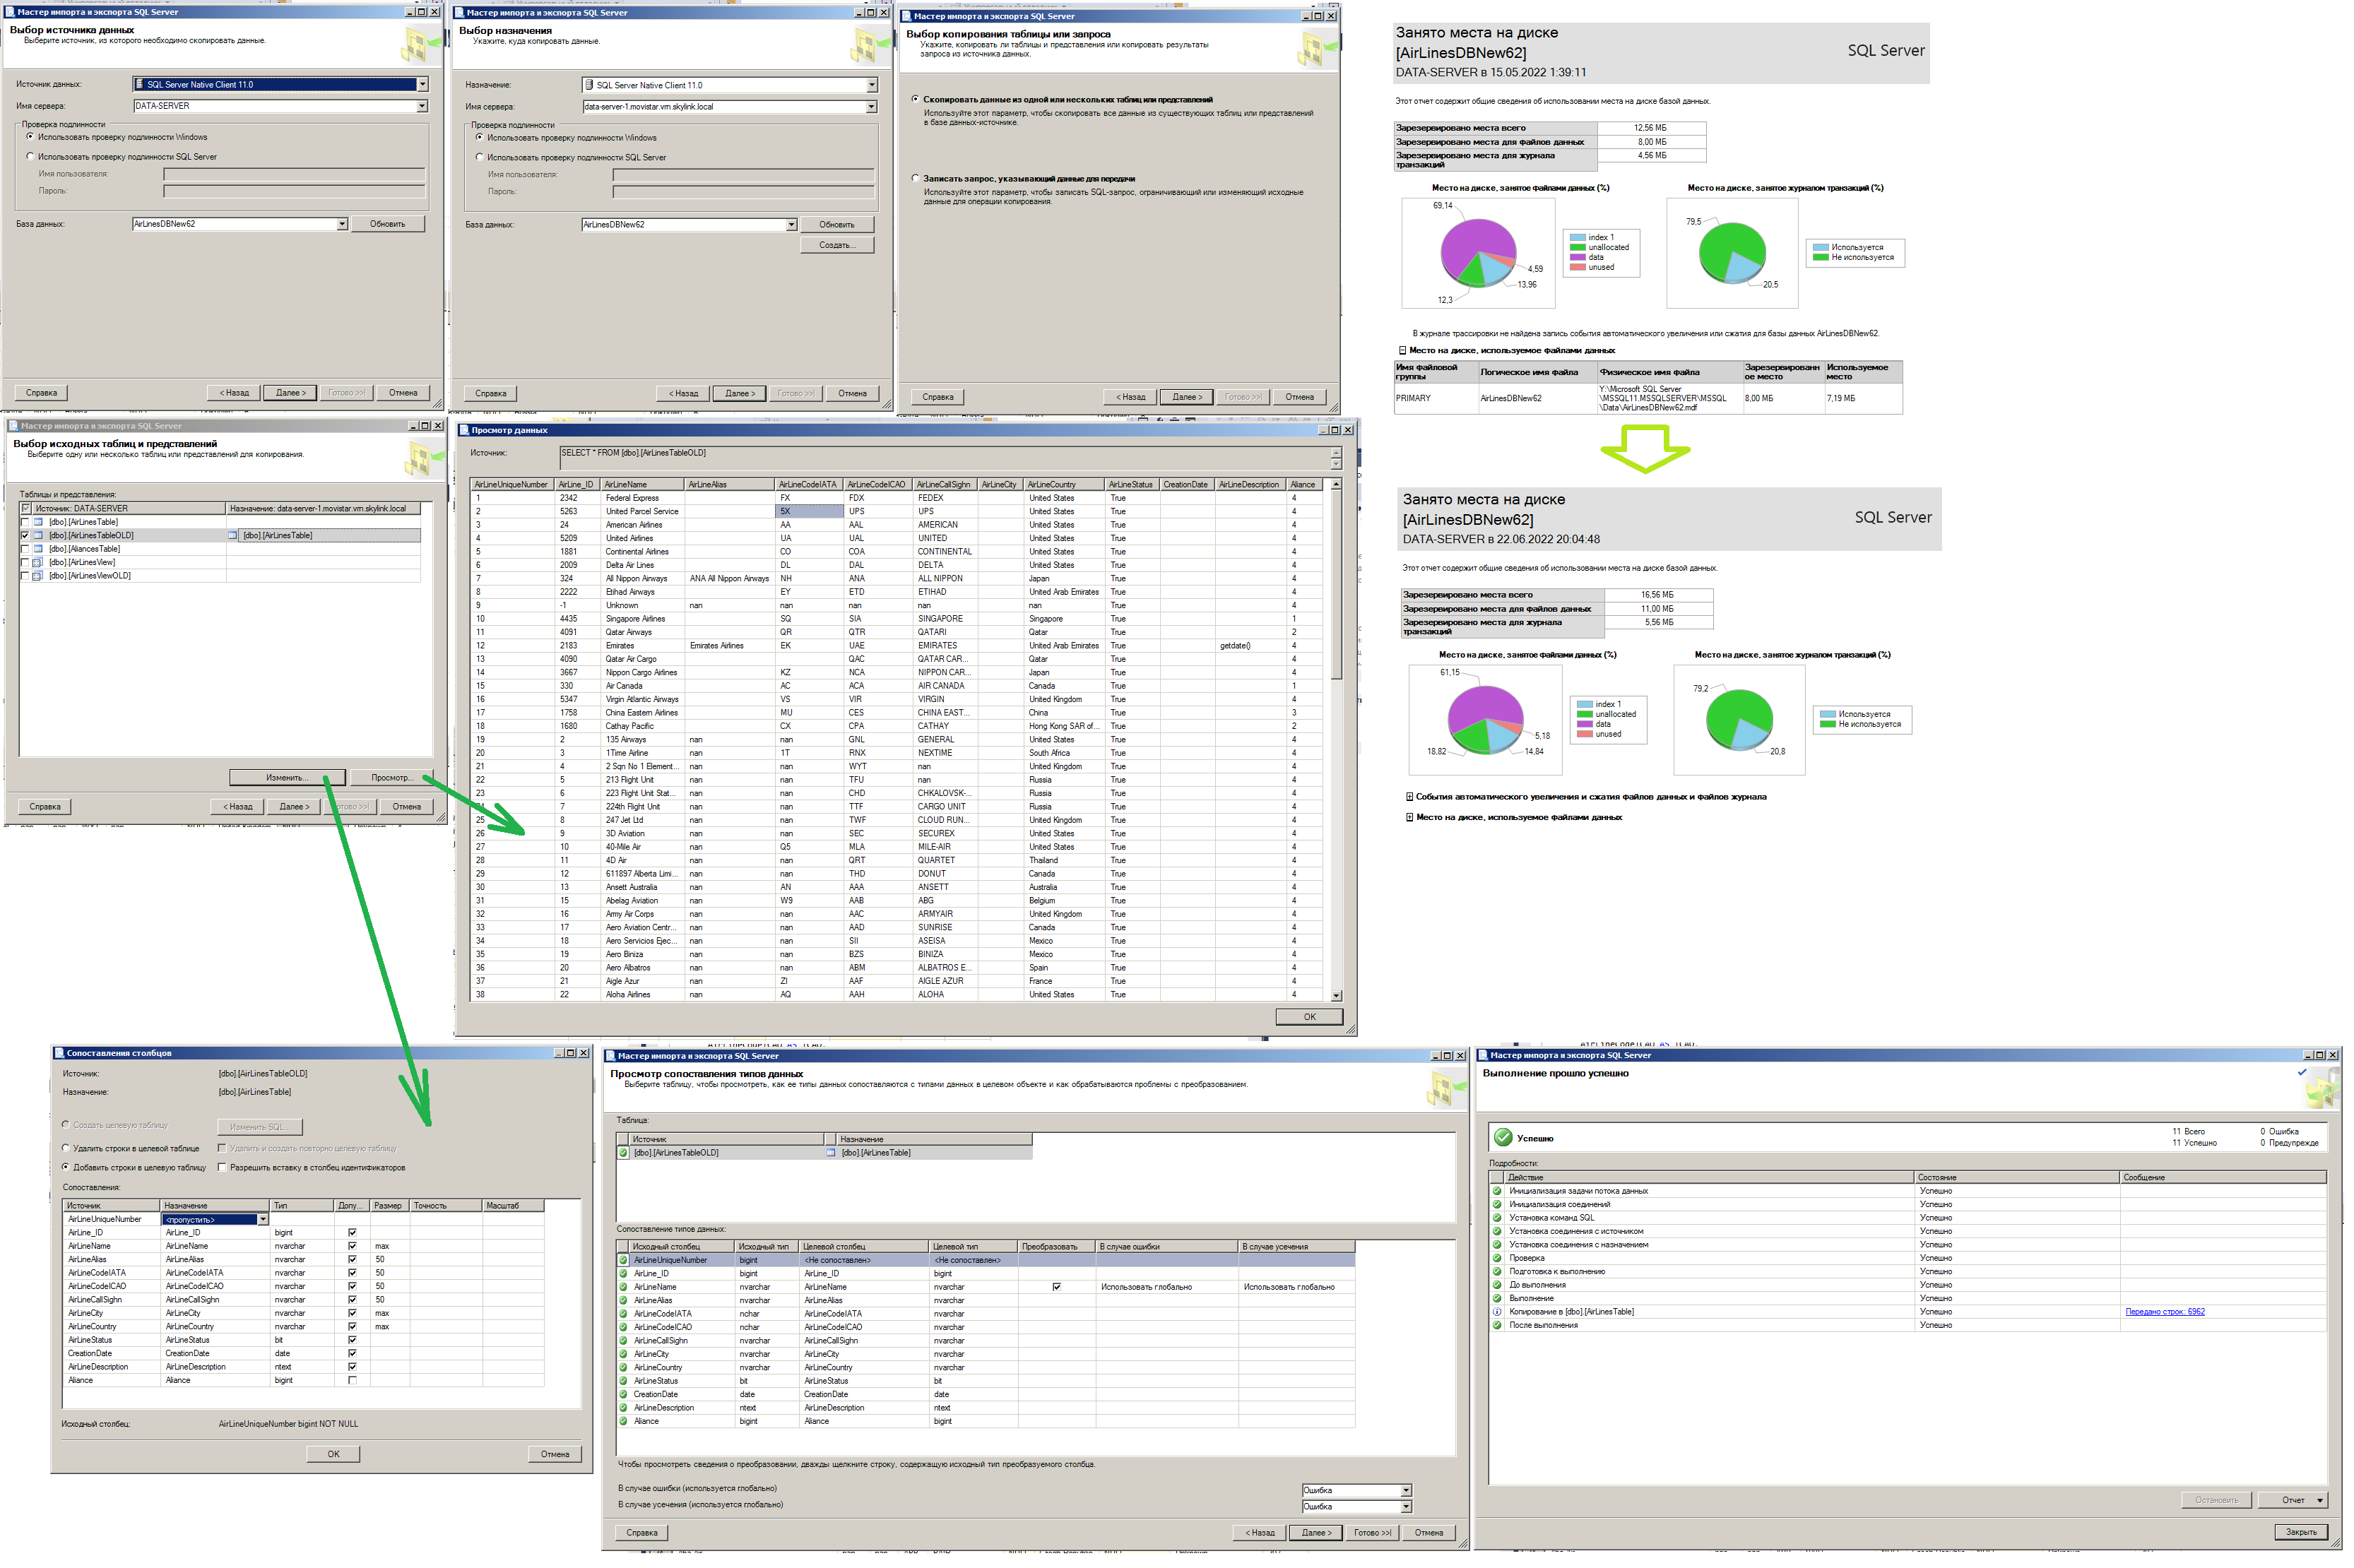 Мастер импорта и экспорта SQL Server
Выбор источника данных
Выберите источник, из которого необходимо скопировать данные.
Источник данных: SQL Server Native Client 11.0
Имя сервера: DATA-SERVER
Проверка подлинности
Использовать проверку подлинности Windows
Использовать проверку подлинности SQL Server
Имя пользователя:
Пароль:
База данных: AirLinesDBNew62 Обновить
Справка < Назад Далее > Готово >>| Отмена
Мастер импорта и экспорта SQL Server
Выбор назначения
Укажите, куда копировать данные.
Назначение: SQL Server Native Client 11.0
Имя сервера: data-server-1.movistar.vm.skylink.local
Проверка подлинности
Использовать проверку подлинности Windows
Использовать проверку подлинности SQL Server
Имя пользователя:
Пароль:
База данных: AirLinesDBNew62 Обновить
Создать...
Справка < Назад Далее > Готово >>| Отмена
Мастер импорта и экспорта SQL Server
Выбор копирования таблицы или запроса
Укажите, копировать ли таблицы и представления или копировать результаты
запроса из источника данных.
Скопировать данные из одной или нескольких таблиц или представлений
Используйте этот параметр, чтобы скопировать все данные из существующих таблиц или представлений
в базе данных-источнике.
Записать запрос, указывающий данные для передачи
Используйте этот параметр, чтобы записать SQL-запрос, ограничивающий или изменяющий исходные
данные для операции копирования.
Справка < Назад Далее > Готово >>| Отмена
Занято места на диске
[AirLinesDBNew62]
SQL Server
DATA-SERVER в 15.05.2022 1:39:11
Этот отчет содержит общие сведения об использовании места на диске базой данных.
Зарезервировано места всего 12,56 МБ
Зарезервировано места для файлов данных 8,00 МБ
Зарезервировано места для журнала
транзакций 4,56 МБ
Место на диске, занятое файлами данных (%)
69,14
4,59
13,96
12,3
index 1
unallocated
data
unused
Место на диске, занятое журналом транзакций (%)
79,5
20,5
Используется
Не используется
В журнале трассировки не найдена запись события автоматического увеличения или сжатия для базы данных AirLinesDBNew62.
Место на диске, используемое файлами данных
Имя файловой группы Логическое имя файла Физическое имя файла Зарезервированн ое место Используемое место
PRIMARY AirLinesDBNew62 Y:\Microsoft SQL Server \MSSQL11.MSSQLSERVER\MSSQL \Data\AirLinesDBNew62.mdf 8,00 МБ 7,19 МБ
Занято места на диске
[AirLinesDBNew62]
SQL Server
DATA-SERVER в 22.06.2022 20:04:48
Этот отчет содержит общие сведения об использовании места на диске базой данных.
Зарезервировано места всего 16,56 МБ
Зарезервировано места для файлов данных 11,00 МБ
Зарезервировано места для журнала
транзакций 5,56 МБ
Место на диске, занятое файлами данных (%)
61,15
5,18
14,84
18,82
index 1
unallocated
data
unused
Место на диске, занятое журналом транзакций (%)
79,2
20,8
Используется
Не используется
События автоматического увеличения и сжатия файлов данных и файлов журнала
Место на диске, используемое файлами данных
Мастер импорта и экспорта SQL Server
Выбор исходных таблиц и представлений
Выберите одну или несколько таблиц или представлений для копирования.
Таблицы и представления:
Источник: DATA-SERVER Назначение: data-server-1.movistar.vm.skylink.local
[dbo].[AirLinesTable]
[dbo].[AirLinesTableOLD] [dbo].[AirLinesTable]
[dbo].[AliancesTable]
[dbo].[AirLinesView]
[dbo].[AirLinesViewOLD]
Изменить... Просмотр...
Справка < Назад Далее > Готово >>| Отмена
Просмотр данных
Источник: SELECT * FROM [dbo].[AirLinesTableOLD]
AirLineUniqueNumber AirLine_ID AirLineName AirLineAlias AirLineCodeIATA AirLineCodeICAO AirLineCallSighn AirLineCity AirLineCountry AirLineStatus CreationDate AirLineDescription Aliance
1 2342 Federal Express FX FDX FEDEX United States True 4
2 5263 United Parcel Service 5X UPS UPS United States True 4
3 24 American Airlines AA AAL AMERICAN United States True 4
4 5209 United Airlines UA UAL UNITED United States True 4
5 1881 Continental Airlines CO COA CONTINENTAL United States True 4
6 2009 Delta Air Lines DL DAL DELTA United States True 4
7 324 All Nippon Airways ANA All Nippon Airways NH ANA ALL NIPPON Japan True 4
8 2222 Etihad Airways EY ETD ETIHAD United Arab Emirates True 4
9 -1 Unknown nan nan nan nan nan True 4
10 4435 Singapore Airlines SQ SIA SINGAPORE Singapore True 1
11 4091 Qatar Airways QR QTR QATARI Qatar True 2
12 2183 Emirates Emirates Airlines EK UAE EMIRATES United Arab Emirates True getdate() 4
13 4090 Qatar Air Cargo QAC QATAR CAR... Qatar True 4
14 3667 Nippon Cargo Airlines KZ NCA NIPPON CAR... Japan True 4
15 330 Air Canada AC ACA AIR CANADA Canada True 1
16 5347 Virgin Atlantic Airways VS VIR VIRGIN United Kingdom True 4
17 1758 China Eastern Airlines MU CES CHINA EAST... China True 3
18 1680 Cathay Pacific CX CPA CATHAY Hong Kong SAR of... True 2
19 2 135 Airways nan nan GNL GENERAL United States True 4
20 3 1Time Airline nan 1T RNX NEXTIME South Africa True 4
21 4 2 Sqn No 1 Element... nan nan WYT nan United Kingdom True 4
22 5 213 Flight Unit nan nan TFU nan Russia True 4
23 6 223 Flight Unit Stat... nan nan CHD CHKALOVSK-... Russia True 4
24 7 224th Flight Unit nan nan TTF CARGO UNIT Russia True 4
25 8 247 Jet Ltd nan nan TWF CLOUD RUN... United Kingdom True 4
26 9 3D Aviation nan nan SEC SECUREX United States True 4
27 10 40-Mile Air nan Q5 MLA MILE-AIR United States True 4
28 11 4D Air nan nan QRT QUARTET Thailand True 4
29 12 611897 Alberta Limi... nan nan THD DONUT Canada True 4
30 13 Ansett Australia nan AN AAA ANSETT Australia True 4
31 15 Abelag Aviation nan W9 AAB ABG Belgium True 4
32 16 Army Air Corps nan nan AAC ARMYAIR United Kingdom True 4
33 17 Aero Aviation Centr... nan nan AAD SUNRISE Canada True 4
34 18 Aero Servicios Ejec... nan nan SII ASEISA Mexico True 4
35 19 Aero Biniza nan nan BZS BINIZA Mexico True 4
36 20 Aero Albatros nan nan ABM ALBATROS E... Spain True 4
37 21 Aigle Azur nan ZI AAF AIGLE AZUR France True 4
38 22 Aloha Airlines nan AQ AAH ALOHA United States True 4
OK
Сопоставления столбцов
Источник: [dbo].[AirLinesTableOLD]
Назначение: [dbo].[AirLinesTable]
Создать целевую таблицу Изменить SQL...
Удалить строки в целевой таблице Удалить и создать повторно целевую таблицу
Добавить строки в целевую таблицу Разрешить вставку в столбец идентификаторов
Сопоставления:
Источник Назначение Тип Допу... Размер Точность Масштаб
AirLineUniqueNumber <пропустить>
AirLine_ID AirLine_ID bigint
AirLineName AirLineName nvarchar max
AirLineAlias AirLineAlias nvarchar 50
AirLineCodeIATA AirLineCodeIATA nvarchar 50
AirLineCodeICAO AirLineCodeICAO nvarchar 50
AirLineCallSighn AirLineCallSighn nvarchar 50
AirLineCity AirLineCity nvarchar max
AirLineCountry AirLineCountry nvarchar max
AirLineStatus AirLineStatus bit
CreationDate CreationDate date
AirLineDescription AirLineDescription ntext
Aliance Aliance bigint
Исходный столбец: AirLineUniqueNumber bigint NOT NULL
OK Отмена
Мастер импорта и экспорта SQL Server
Просмотр сопоставления типов данных
Выберите таблицу, чтобы просмотреть, как ее типы данных сопоставляются с типами данных в целевом объекте и как обрабатываются проблемы с преобразованием.
Таблица:
Источник Назначение
[dbo].[AirLinesTableOLD] [dbo].[AirLinesTable]
Сопоставление типов данных:
Исходный столбец Исходный тип Целевой столбец Целевой тип Преобразовать В случае ошибки В случае усечения
AirLineUniqueNumber bigint <Не сопоставлен> <Не сопоставлен>
AirLine_ID bigint AirLine_ID bigint
AirLineName nvarchar AirLineName nvarchar Использовать глобально Использовать глобально
AirLineAlias nvarchar AirLineAlias nvarchar
AirLineCodeIATA nchar AirLineCodeIATA nvarchar
AirLineCodeICAO nchar AirLineCodeICAO nvarchar
AirLineCallSighn nvarchar AirLineCallSighn nvarchar
AirLineCity nvarchar AirLineCity nvarchar
AirLineCountry nvarchar AirLineCountry nvarchar
AirLineStatus bit AirLineStatus bit
CreationDate date CreationDate date
AirLineDescription ntext AirLineDescription ntext
Aliance bigint Aliance bigint
Чтобы просмотреть сведения о преобразовании, дважды щелкните строку, содержащую исходный тип преобразуемого столбца.
В случае ошибки (используется глобально) Ошибка
В случае усечения (используется глобально) Ошибка
Справка < Назад Далее > Готово >>| Отмена
Мастер импорта и экспорта SQL Server
Выполнение прошло успешно
Успешно
11 Всего 0 Ошибка
11 Успешно 0 Предупрежде
Подробности:
Действие Состояние Сообщение
Инициализация задачи потока данных Успешно
Инициализация соединений Успешно
Установка команд SQL Успешно
Установка соединения с источником Успешно
Установка соединения с назначением Успешно
Проверка Успешно
Подготовка к выполнению Успешно
До выполнения Успешно
Выполнение Успешно
Копирование в [dbo].[AirLinesTable] Успешно Передано строк: 6962
После выполнения Успешно
Остановить Отчет
Закрыть